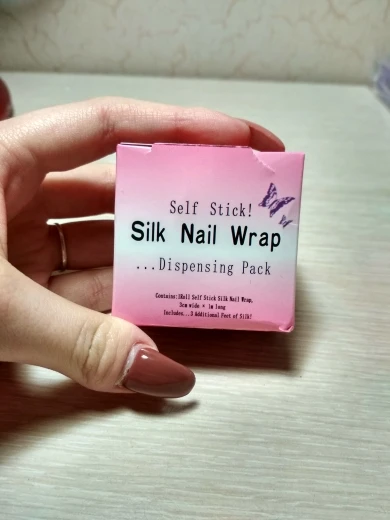 Self Stick!
Silk Nail Wrap
...Dispensing Pack
Contains:1Roll Self Stick Silk Nail Wrap,
3cm wide * 1m long
Includes...3 Additional Feet of Silk!